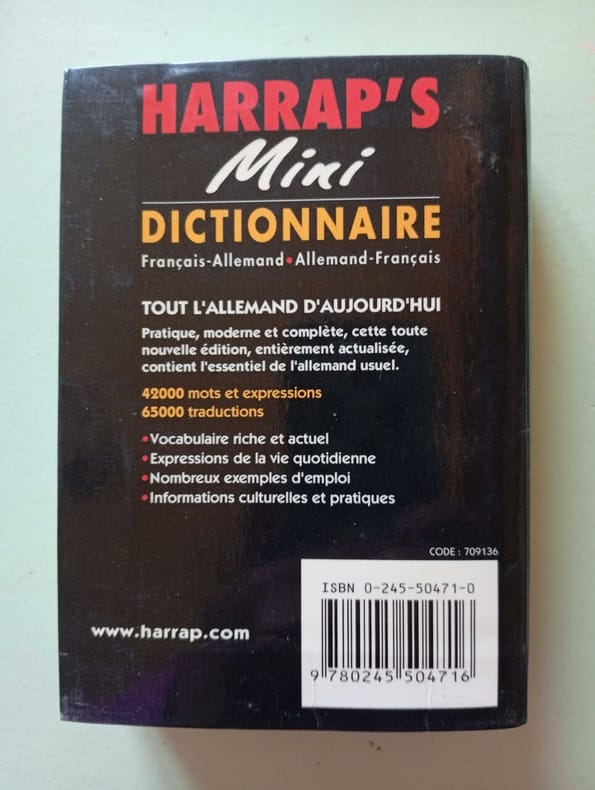 HARRAP'S
Mini
DICTIONNAIRE
Français-Allemand • Allemand-Français
TOUT L'ALLEMAND D'AUJOURD'HUI
Pratique, moderne et complète, cette toute
nouvelle édition, entièrement actualisée,
contient l'essentiel de l'allemand usuel.
42000 mots et expressions
65000 traductions
• Vocabulaire riche et actuel
• Expressions de la vie quotidienne
• Nombreux exemples d'emploi
• Informations culturelles et pratiques
CODE : 709136
ISBN 0-245-50471-0
www.harrap.com
9 780245 504716